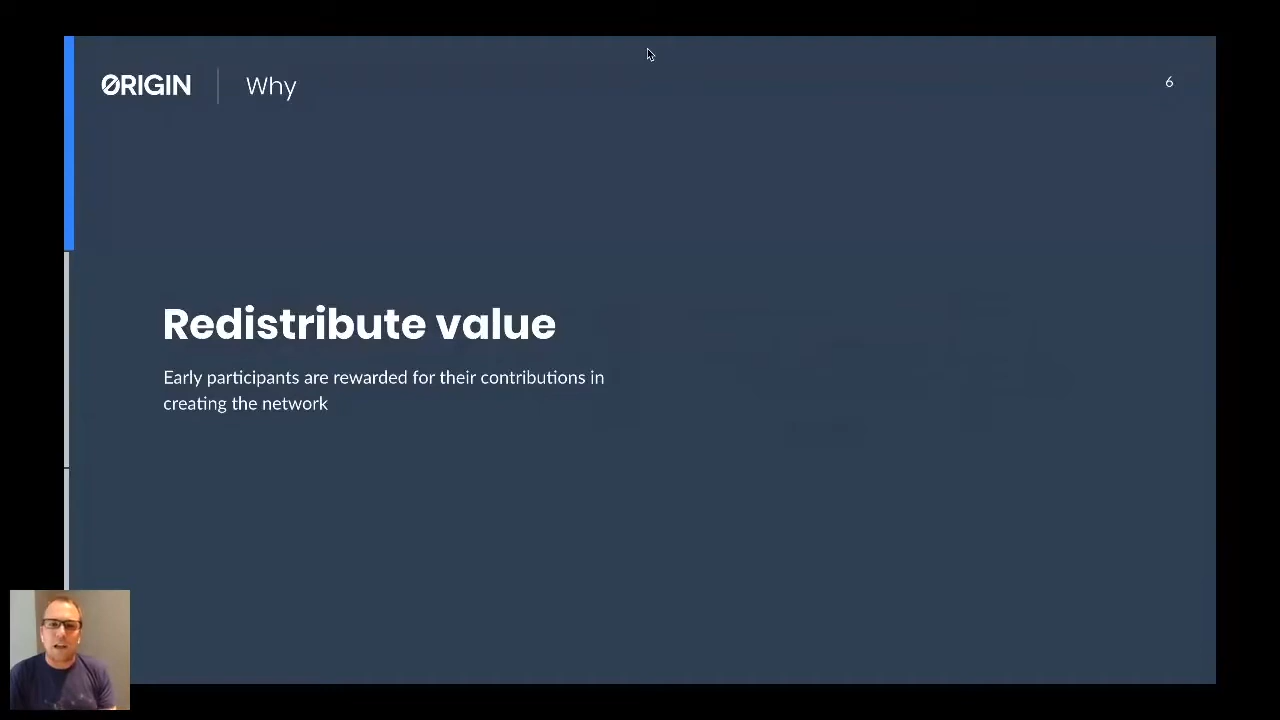 ØRIGIN
Why
6
Redistribute value
Early participants are rewarded for their contributions in
creating the network